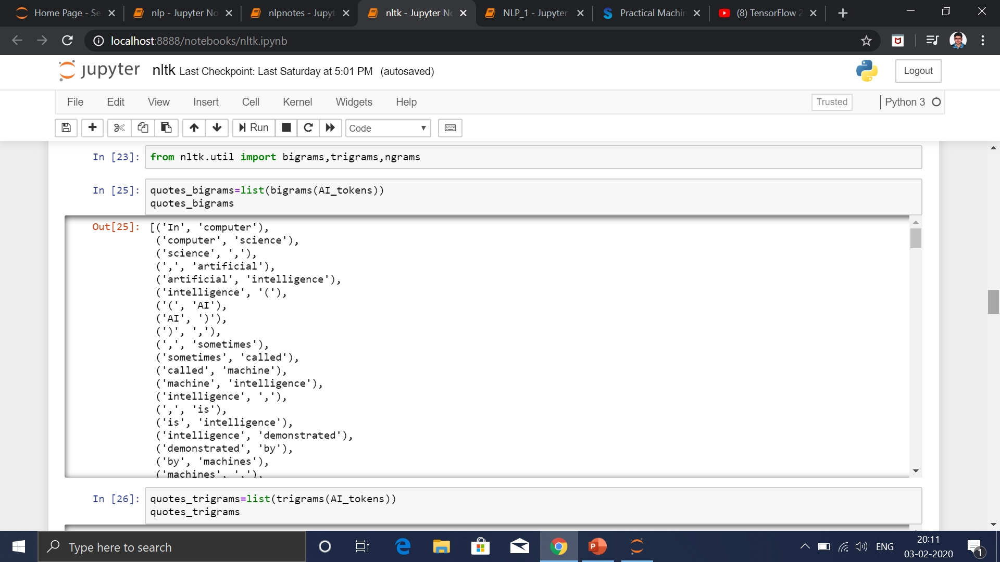 Home Page - Se
nlp - Jupyter No
nlpnotes - Jupyt
nltk - Jupyter No
NLP_1 - Jupyter
Practical Machin
(8) TensorFlow 2
localhost:8888/notebooks/nltk.ipynb
jupyter nltk Last Checkpoint: Last Saturday at 5:01 PM (autosaved)
Logout
File Edit View Insert Cell Kernel Widgets Help
Trusted
Python 3
Run
Code
In [23]: from nltk.util import bigrams,trigrams,ngrams
In [25]: quotes_bigrams=list(bigrams(AI_tokens))
quotes_bigrams
Out[25]: [('In', 'computer'),
('computer', 'science'),
('science', ','),
(',', 'artificial'),
('artificial', 'intelligence'),
('intelligence', '('),
('(', 'AI'),
('AI', ')'),
(')', ','),
(',', 'sometimes'),
('sometimes', 'called'),
('called', 'machine'),
('machine', 'intelligence'),
('intelligence', ','),
(',', 'is'),
('is', 'intelligence'),
('intelligence', 'demonstrated'),
('demonstrated', 'by'),
('by', 'machines'),
('machines', ','),
In [26]: quotes_trigrams=list(trigrams(AI_tokens))
quotes_trigrams
Type here to search
P
ENG
20:11
03-02-2020
1